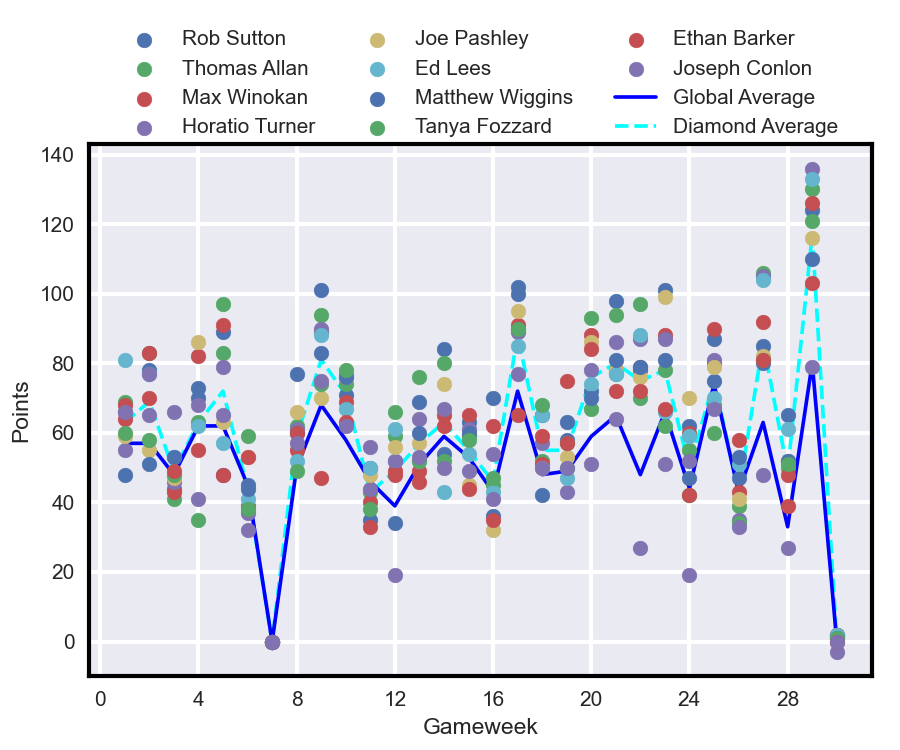 Rob Sutton Joe Pashley Ethan Barker
Thomas Allan Ed Lees Joseph Conlon
Max Winokan Matthew Wiggins Global Average
Horatio Turner Tanya Fozzard Diamond Average
140
120
100
80
60
40
20
0
Points
0 4 8 12 16 20 24 28
Gameweek